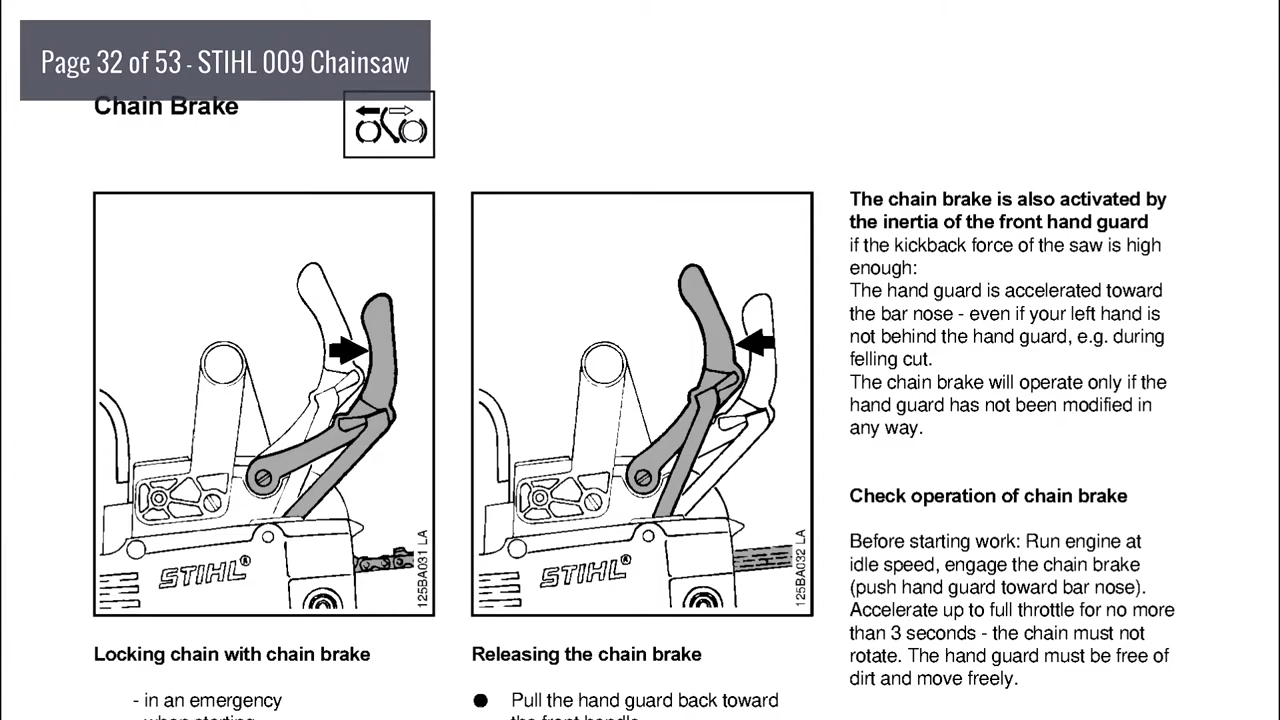 Page 32 of 53 - STIHL 009 Chainsaw
Chain Brake
125BA031 LA
STIHL®
Locking chain with chain brake
- in an emergency
- when starting
125BA032 LA
STIHL®
Releasing the chain brake
● Pull the hand guard back toward
the front handle.
The chain brake is also activated by
the inertia of the front hand guard
if the kickback force of the saw is high
enough:
The hand guard is accelerated toward
the bar nose - even if your left hand is
not behind the hand guard, e.g. during
felling cut.
The chain brake will operate only if the
hand guard has not been modified in
any way.
Check operation of chain brake
Before starting work: Run engine at
idle speed, engage the chain brake
(push hand guard toward bar nose).
Accelerate up to full throttle for no more
than 3 seconds - the chain must not
rotate. The hand guard must be free of
dirt and move freely.